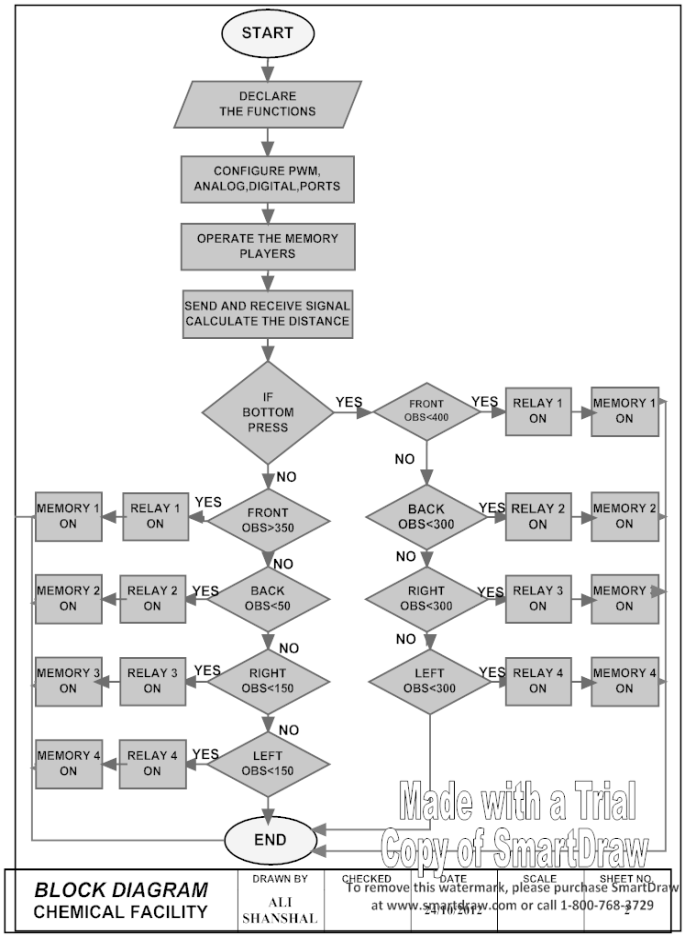 START
DECLARE
THE FUNCTIONS
CONFIGURE PWM,
ANALOG,DIGITAL,PORTS
OPERATE THE MEMORY
PLAYERS
SEND AND RECEIVE SIGNAL
CALCULATE THE DISTANCE
IF
BOTTOM
PRESS
YES
FRONT
OBS<400
YES
RELAY 1
ON
MEMORY 1
ON
NO
NO
MEMORY 1
ON
RELAY 1
ON
YES
FRONT
OBS>350
BACK
OBS<300
YES
RELAY 2
ON
MEMORY 2
ON
NO
NO
MEMORY 2
ON
RELAY 2
ON
YES
BACK
OBS<50
RIGHT
OBS<300
YES
RELAY 3
ON
MEMORY
ON
NO
NO
MEMORY 3
ON
RELAY 3
ON
YES
RIGHT
OBS<150
LEFT
OBS<300
YES
RELAY 4
ON
MEMORY 4
ON
NO
MEMORY 4
ON
RELAY 4
ON
YES
LEFT
OBS<150
END
Made with a Trial
Copy of SmartDraw
To remove this watermark, please purchase SmartDraw
at www.smartdraw.com or call 1-800-768-3729
BLOCK DIAGRAM
CHEMICAL FACILITY
DRAWN BY
ALI
SHANSHAL
CHECKED
DATE
24/10/2012
SCALE
SHEET NO.
2